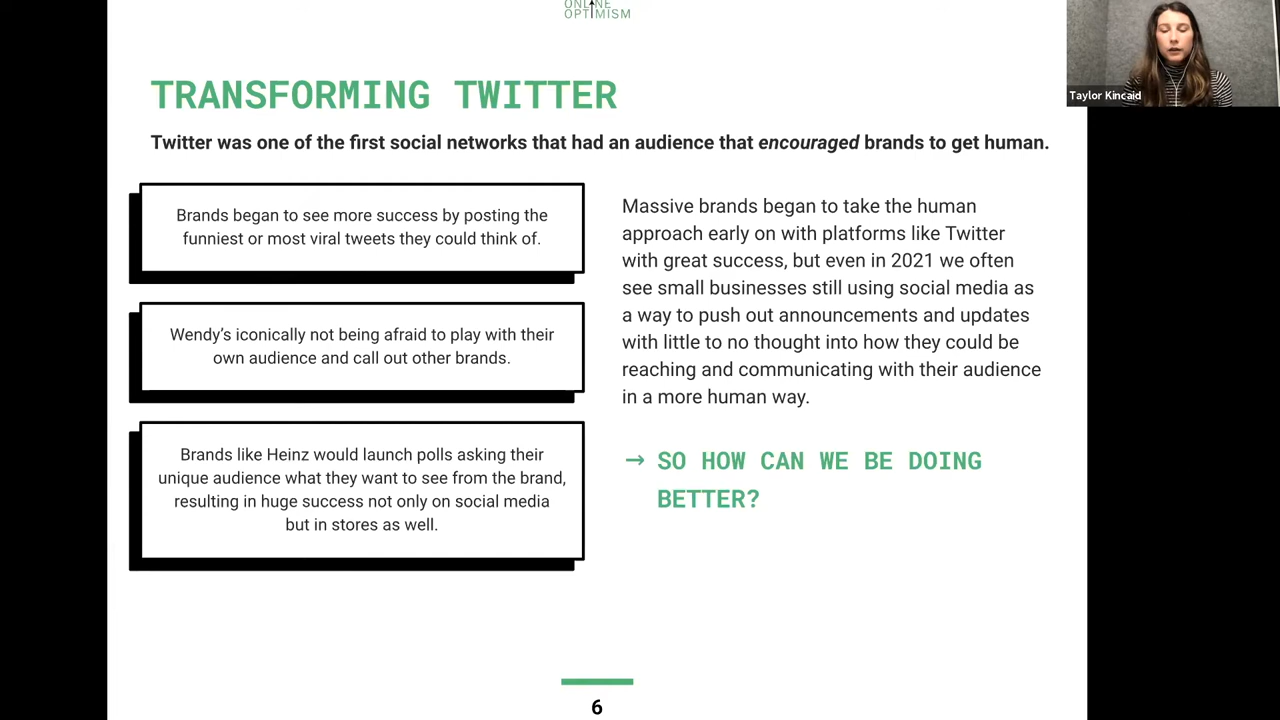 ONLINE
OPTIMISM
Taylor Kincaid
TRANSFORMING TWITTER
Twitter was one of the first social networks that had an audience that encouraged brands to get human.
Brands began to see more success by posting the
funniest or most viral tweets they could think of.
Wendy’s iconically not being afraid to play with their
own audience and call out other brands.
Brands like Heinz would launch polls asking their
unique audience what they want to see from the brand,
resulting in huge success not only on social media
but in stores as well.
Massive brands began to take the human
approach early on with platforms like Twitter
with great success, but even in 2021 we often
see small businesses still using social media as
a way to push out announcements and updates
with little to no thought into how they could be
reaching and communicating with their audience
in a more human way.
→ SO HOW CAN WE BE DOING
BETTER?
6